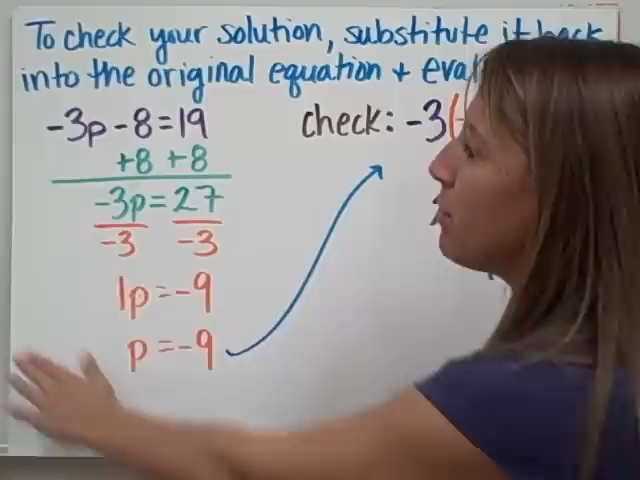 To check your solution, substitute it back
into the original equation + eval
-3p - 8 = 19
+8 +8
-3p = 27
-3 -3
1p = -9
p = -9
check: -3(-